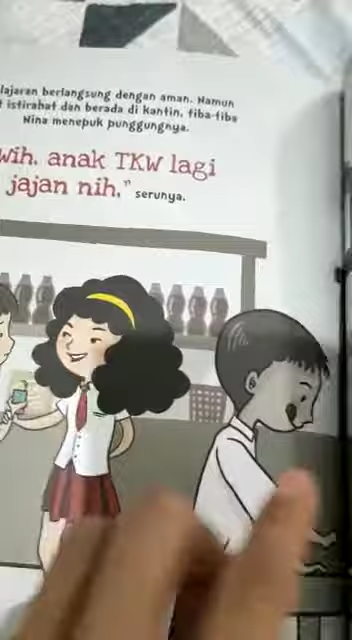 lajaran berlangsung dengan aman. Namun
istirahat dan berada di kantin, tiba-tiba
Nina menepuk punggungnya.
Wih, anak TKW lagi
jajan nih,” serunya.